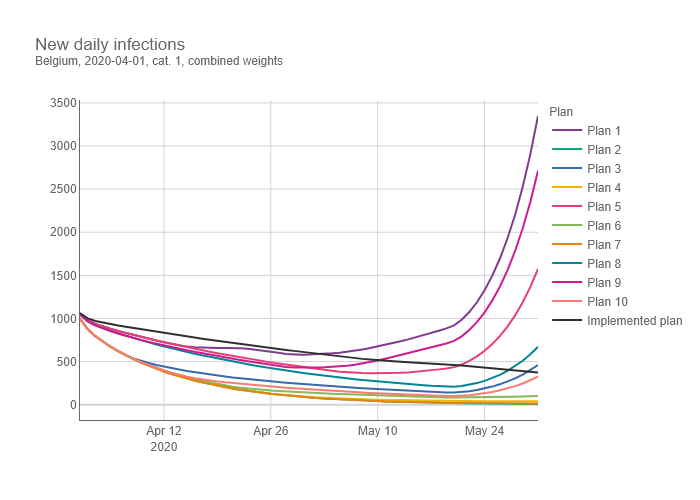 New daily infections
Belgium, 2020-04-01, cat. 1, combined weights
3500
3000
2500
2000
1500
1000
500
0
Apr 12
2020
Apr 26
May 10
May 24
Plan
Plan 1
Plan 2
Plan 3
Plan 4
Plan 5
Plan 6
Plan 7
Plan 8
Plan 9
Plan 10
Implemented plan